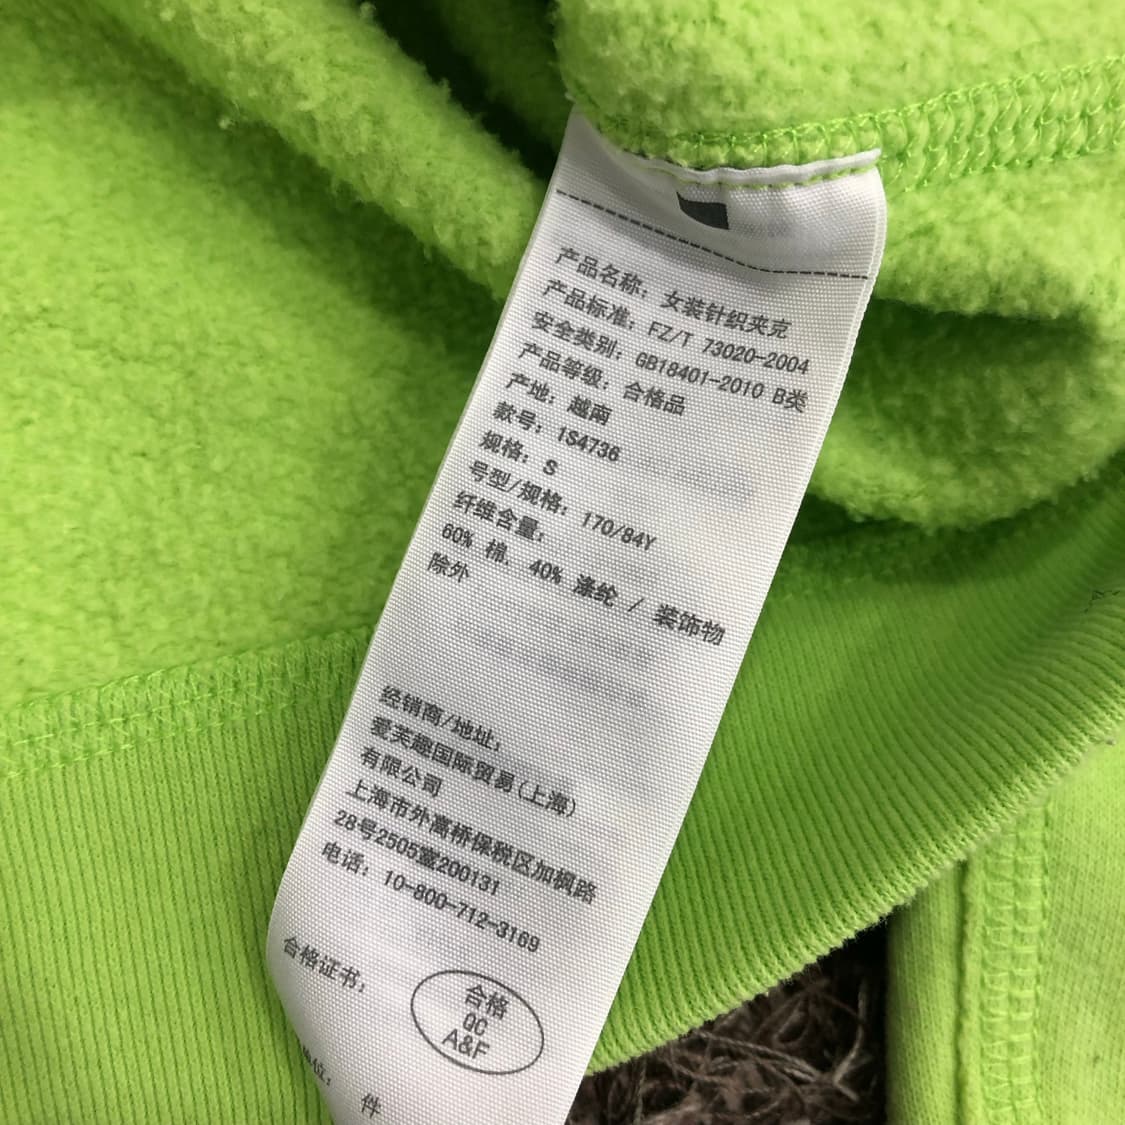 产品名称: 女装针织夹克
产品标准: FZ/T 73020-2004
安全类别: GB18401-2010 B类
产品等级: 合格品
产地: 越南
款号: 1S4736
规格: S
号型/规格: 170/84Y
纤维含量:
60% 棉, 40% 涤纶 / 装饰物
除外
经销商/地址:
爱芙趣国际贸易(上海)
有限公司
上海市外高桥保税区加枫路
28号2505室200131
电话: 10-800-712-3169
合格证书:
合格
QC
A&F
件